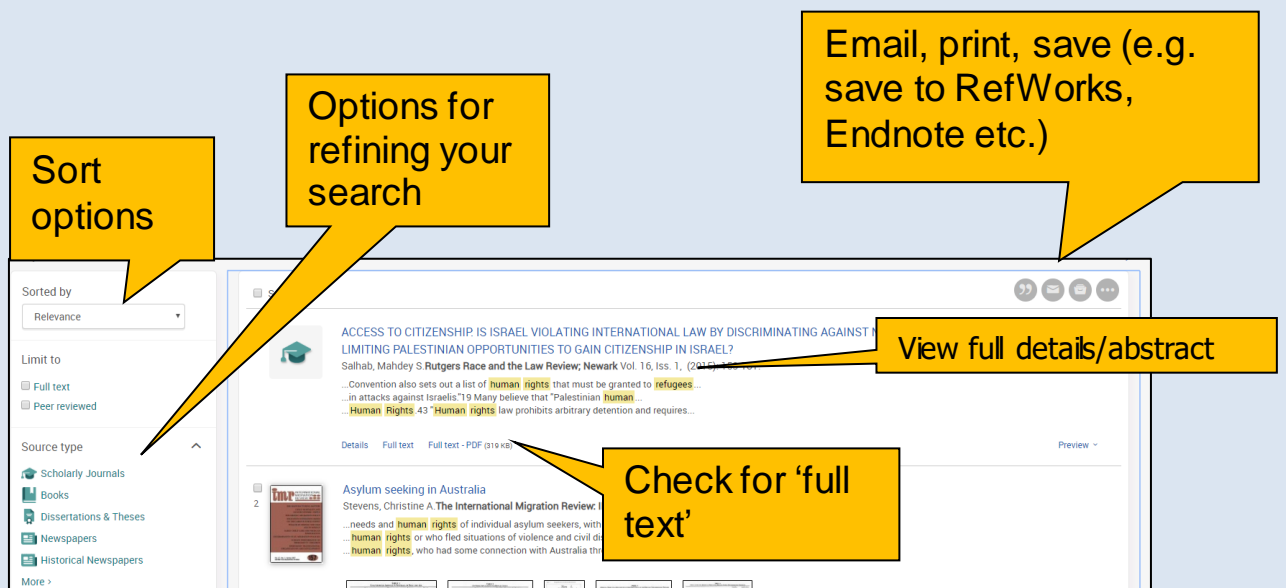 Email, print, save (e.g.
save to RefWorks,
Endnote etc.)
Options for
refining your
search
Sort
options
Sorted by
Relevance
Limit to
Full text
Peer reviewed
Source type
Scholarly Journals
Books
Dissertations & Theses
Newspapers
Historical Newspapers
More >
ACCESS TO CITIZENSHIP. IS ISRAEL VIOLATING INTERNATIONAL LAW BY DISCRIMINATING AGAINST
LIMITING PALESTINIAN OPPORTUNITIES TO GAIN CITIZENSHIP IN ISRAEL?
Salhab, Mahdey S.Rutgers Race and the Law Review; Newark Vol. 16, Iss. 1,
...Convention also sets out a list of human rights that must be granted to refugees...
...in attacks against Israelis."19 Many believe that "Palestinian human...
...Human Rights.43 "Human rights law prohibits arbitrary detention and requires...
View full details/abstract
Details Full text Full text - PDF (319 KB) Preview
Check for ‘full
text’
2
Asylum seeking in Australia
Stevens, Christine A.The International Migration Review:
...needs and human rights of individual asylum seekers, with
...human rights or who fled situations of violence and civil
...human rights, who had some connection with Australia